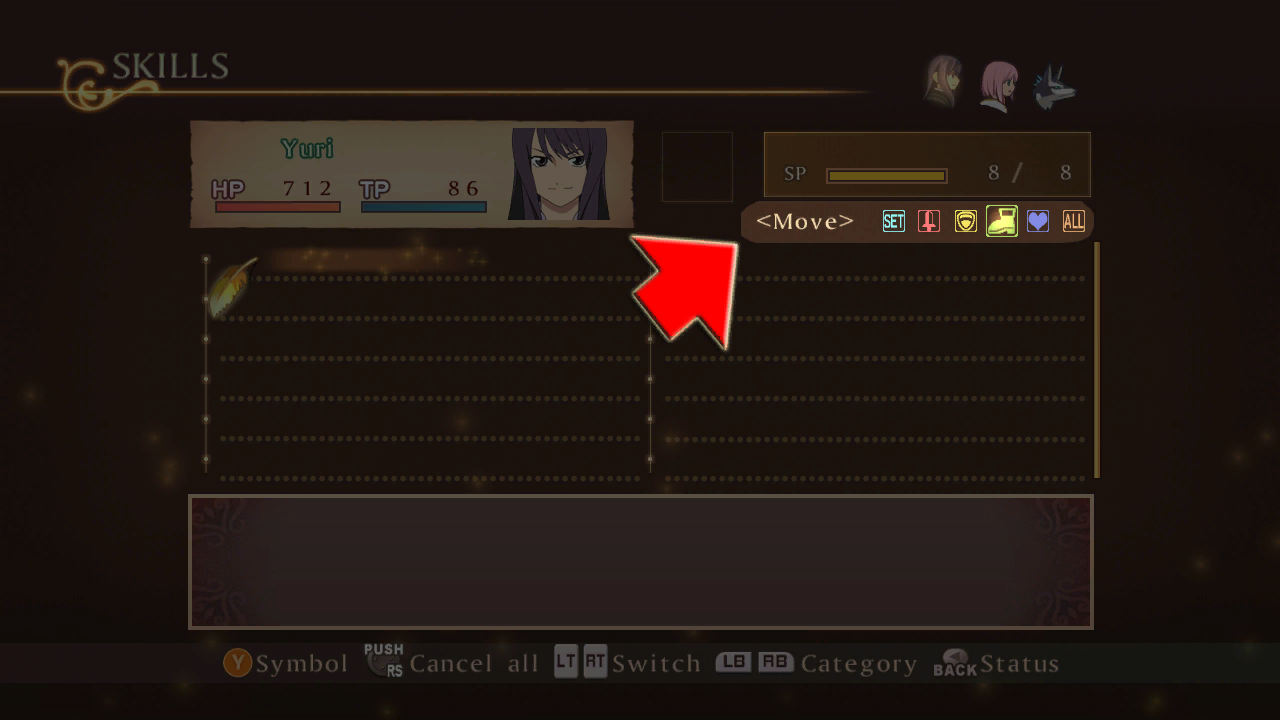 SKILLS
Yuri
HP 712 TP 86
SP 8 / 8
<Move> SET ALL
Y Symbol PUSH RS Cancel all LT RT Switch LB RB Category BACK Status